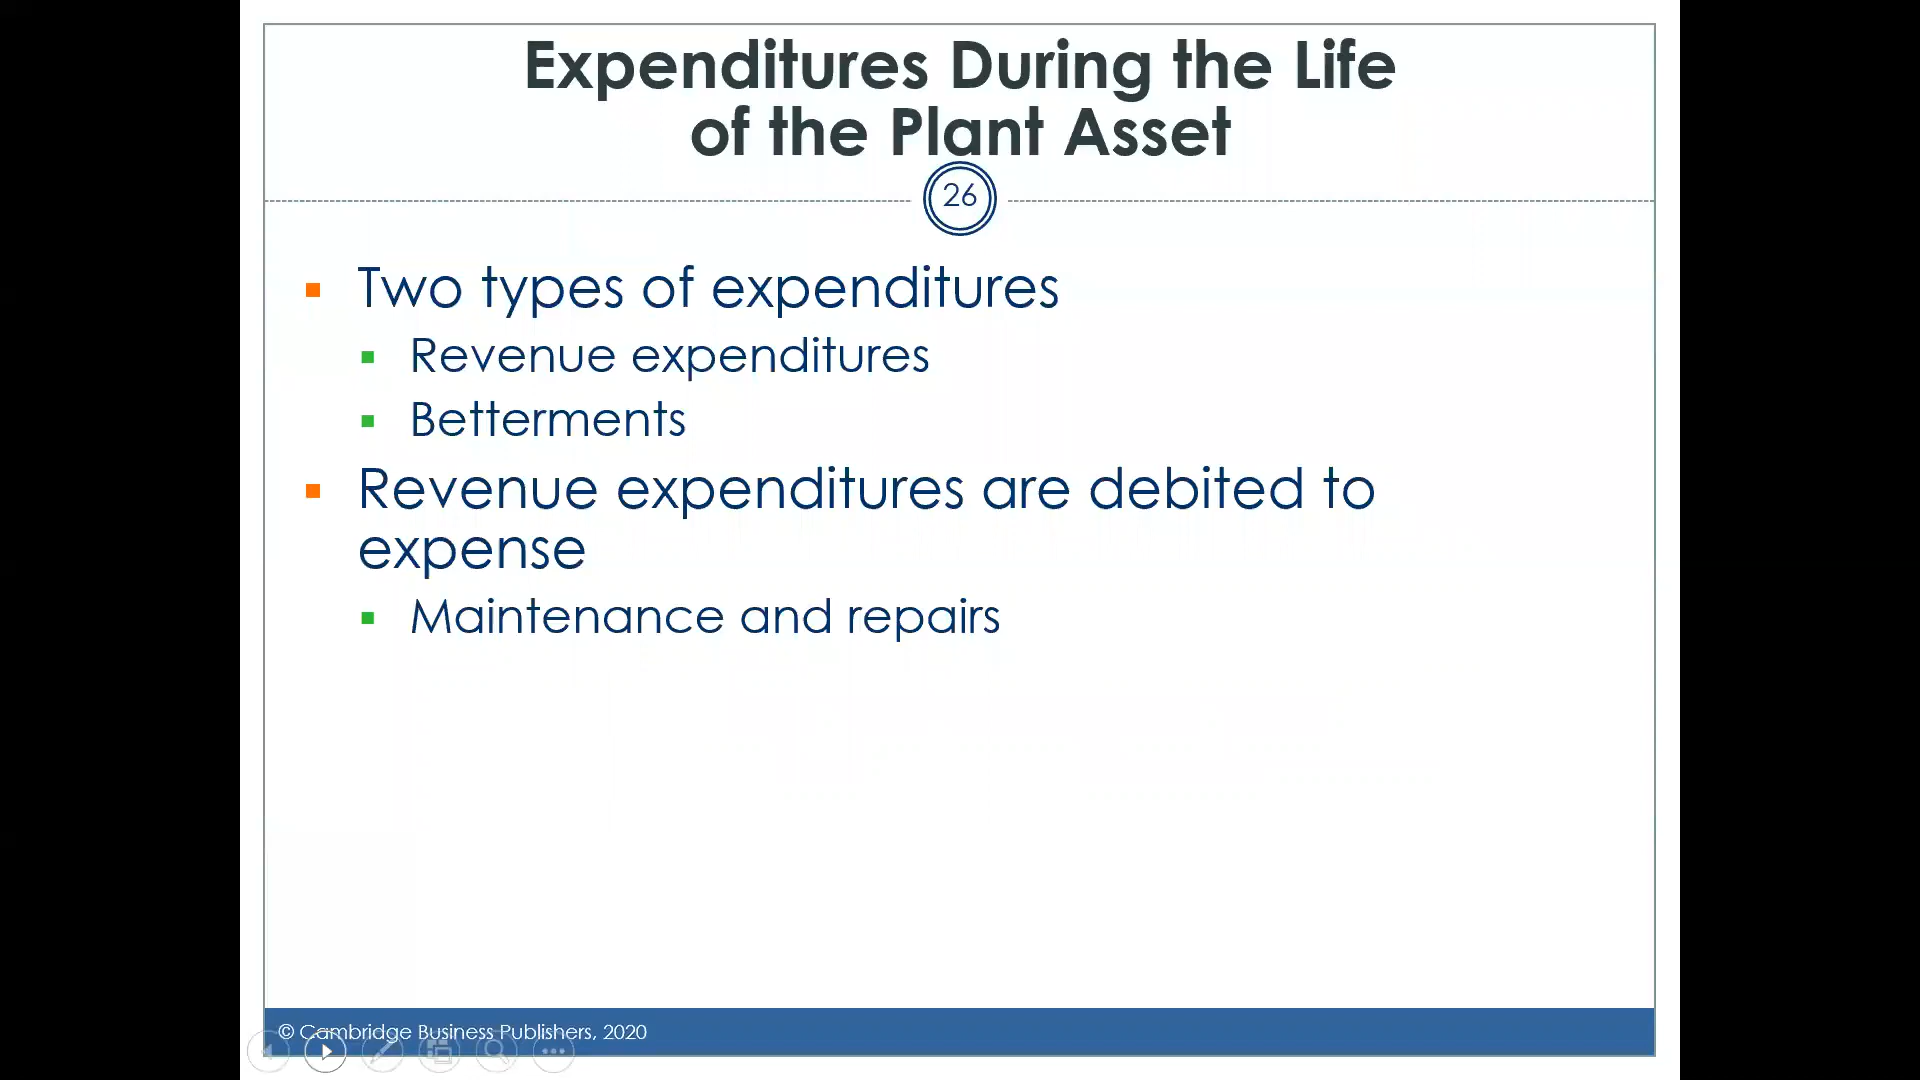 Expenditures During the Life
of the Plant Asset
26
Two types of expenditures
Revenue expenditures
Betterments
Revenue expenditures are debited to
expense
Maintenance and repairs
© Cambridge Business Publishers, 2020